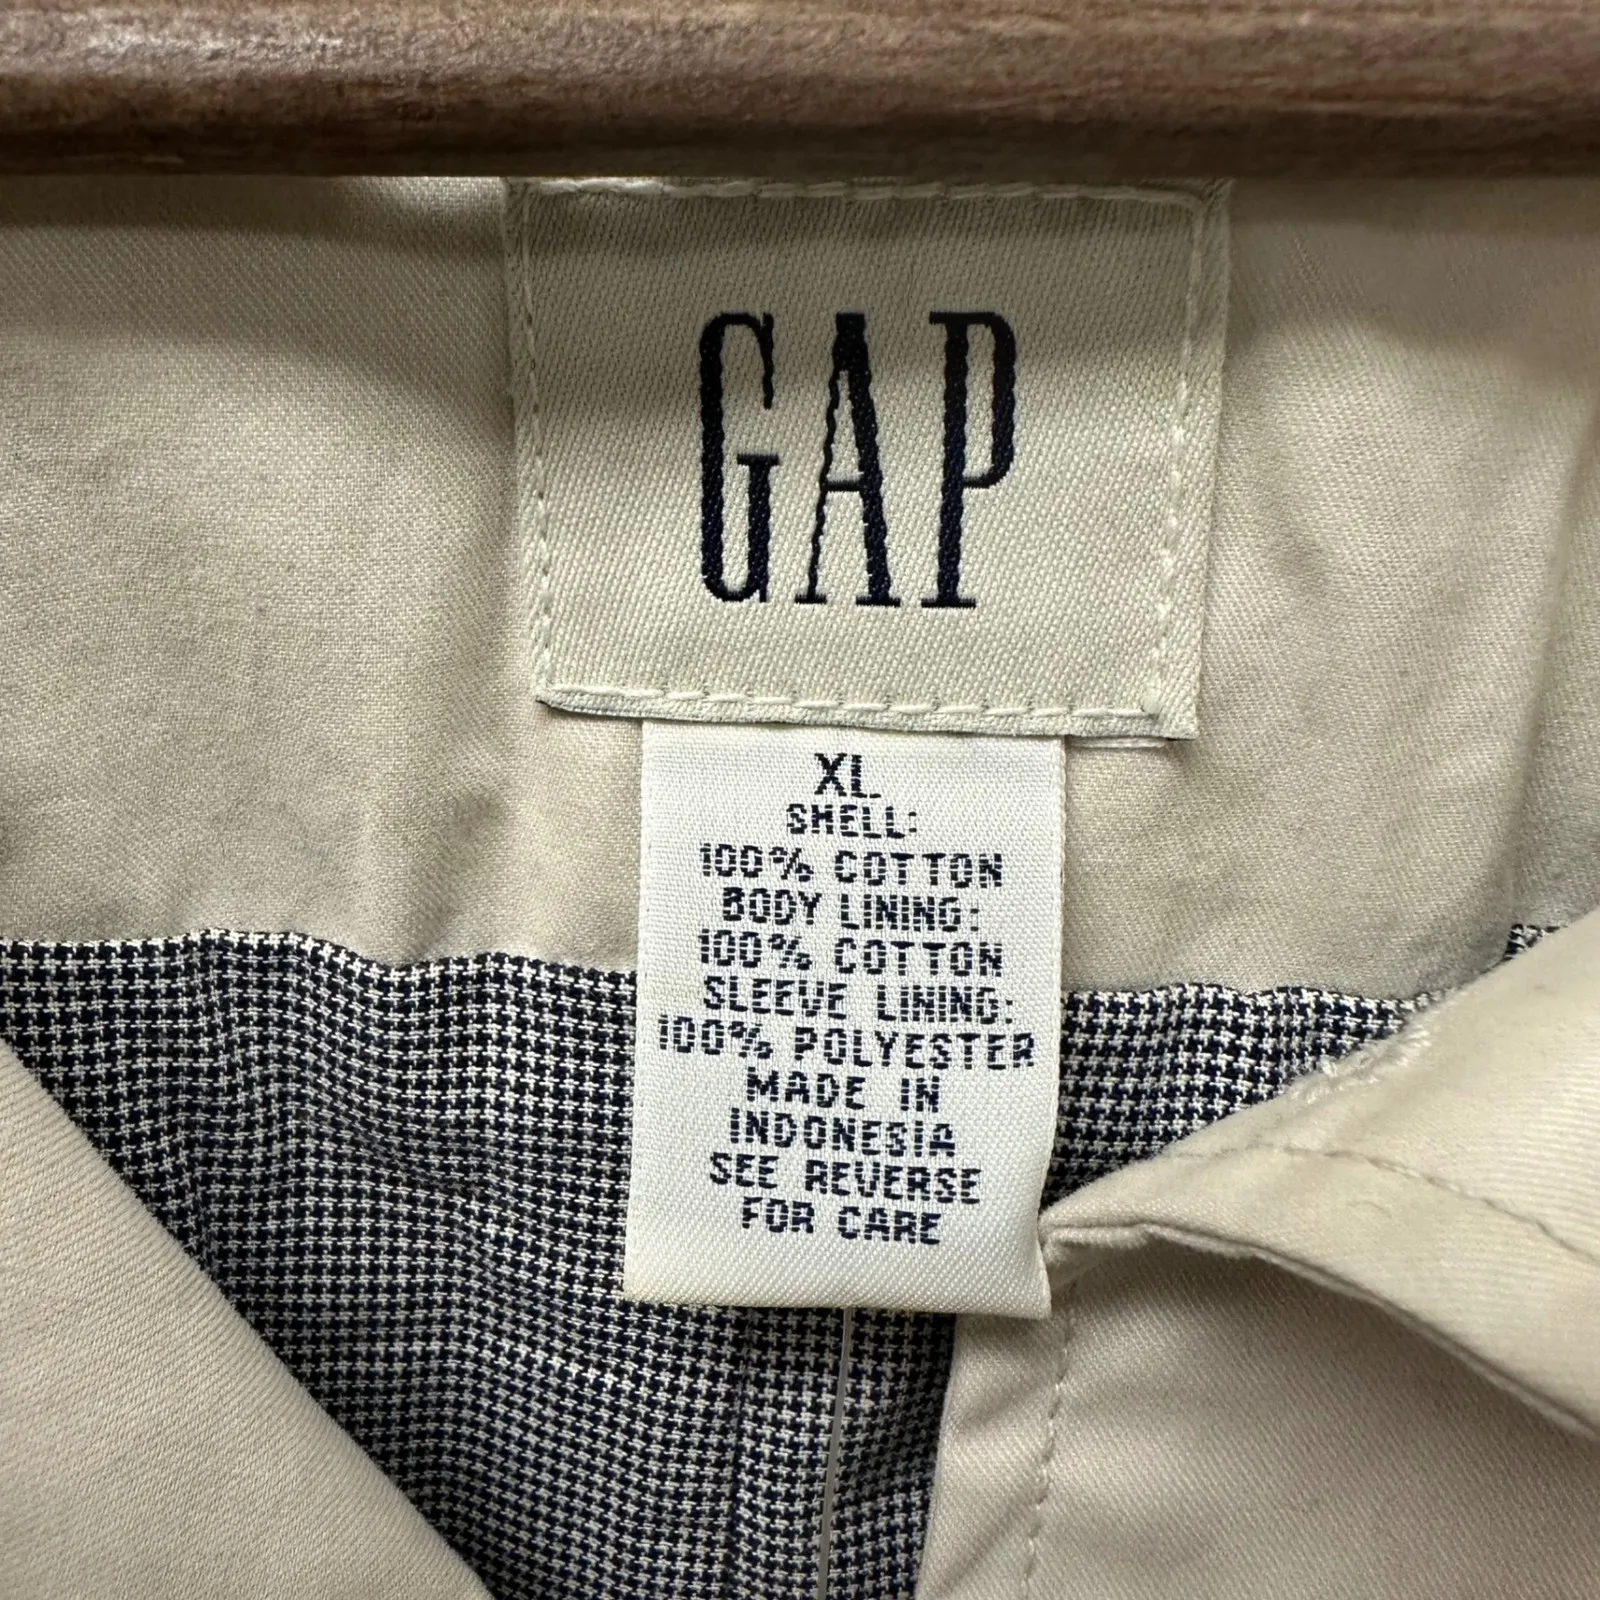 GAP
XL
SHELL:
100% COTTON
BODY LINING:
100% COTTON
SLEEVE LINING:
100% POLYESTER
MADE IN
INDONESIA
SEE REVERSE
FOR CARE